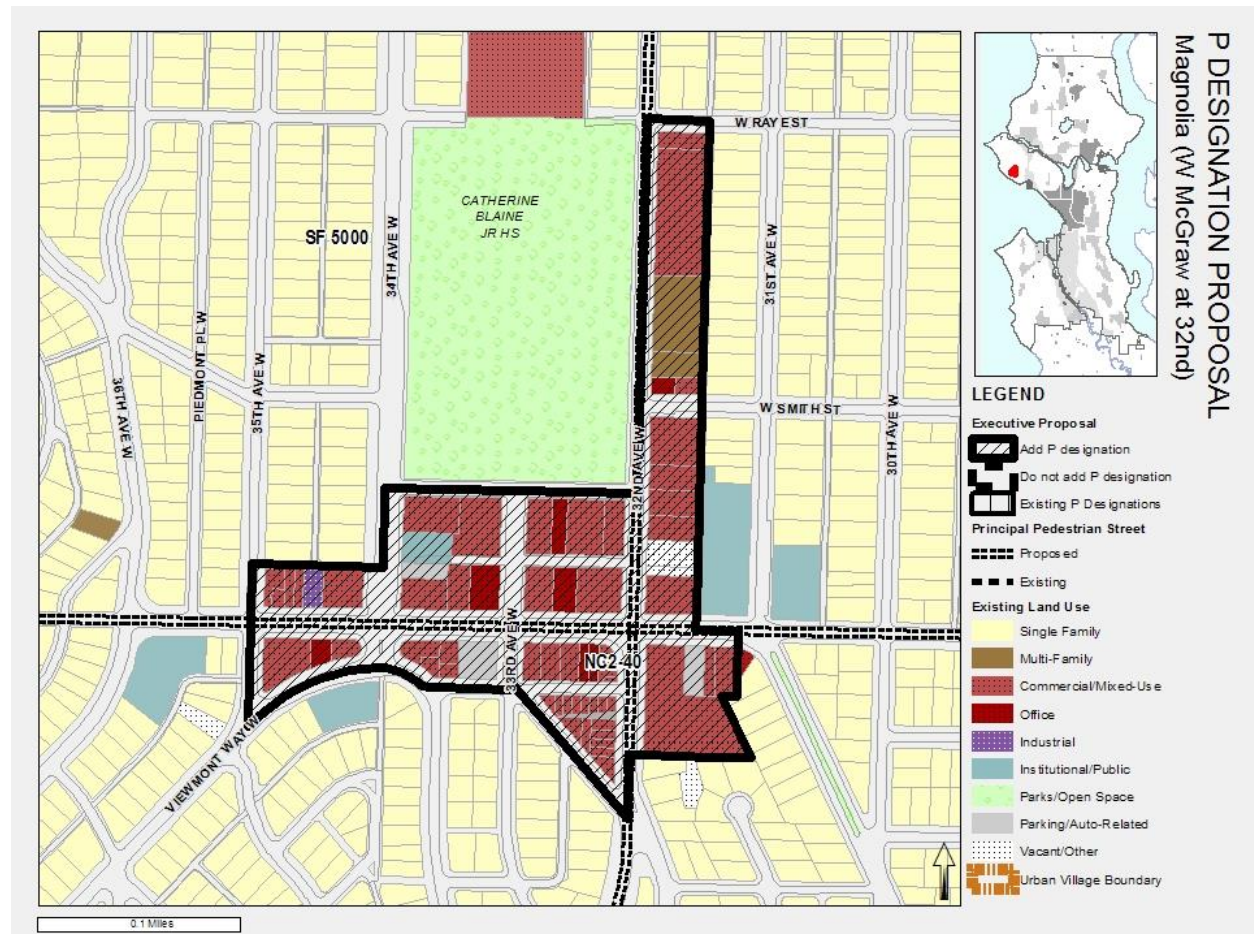 P DESIGNATION PROPOSAL
Magnolia (W McGraw at 32nd)
W RAYE ST
CATHERINE
BLAINE
JR HS
SF 5000
34TH AVE W
31ST AVE W
PIEDMONT PL W
36TH AVE W
35TH AVE W
W SMITH ST
30TH AVE W
32ND AVE W
33RD AVE W
NC2-40
VIEWMONT WAY W
0.1 Miles
LEGEND
Executive Proposal
Add P designation
Do not add P designation
Existing P Designations
Principal Pedestrian Street
Proposed
Existing
Existing Land Use
Single Family
Multi-Family
Commercial/Mixed-Use
Office
Industrial
Institutional/Public
Parks/Open Space
Parking/Auto-Related
Vacant/Other
Urban Village Boundary